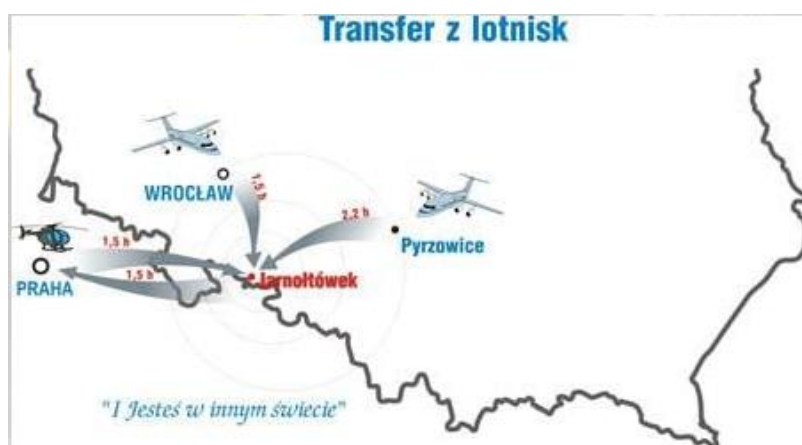 Transfer z lotnisk
WROCŁAW
1,5 h
2,2 h
Pyrzowice
1,5 h
1,5 h
PRAHA
Jarnołtówek
"I Jesteś w innym świecie"